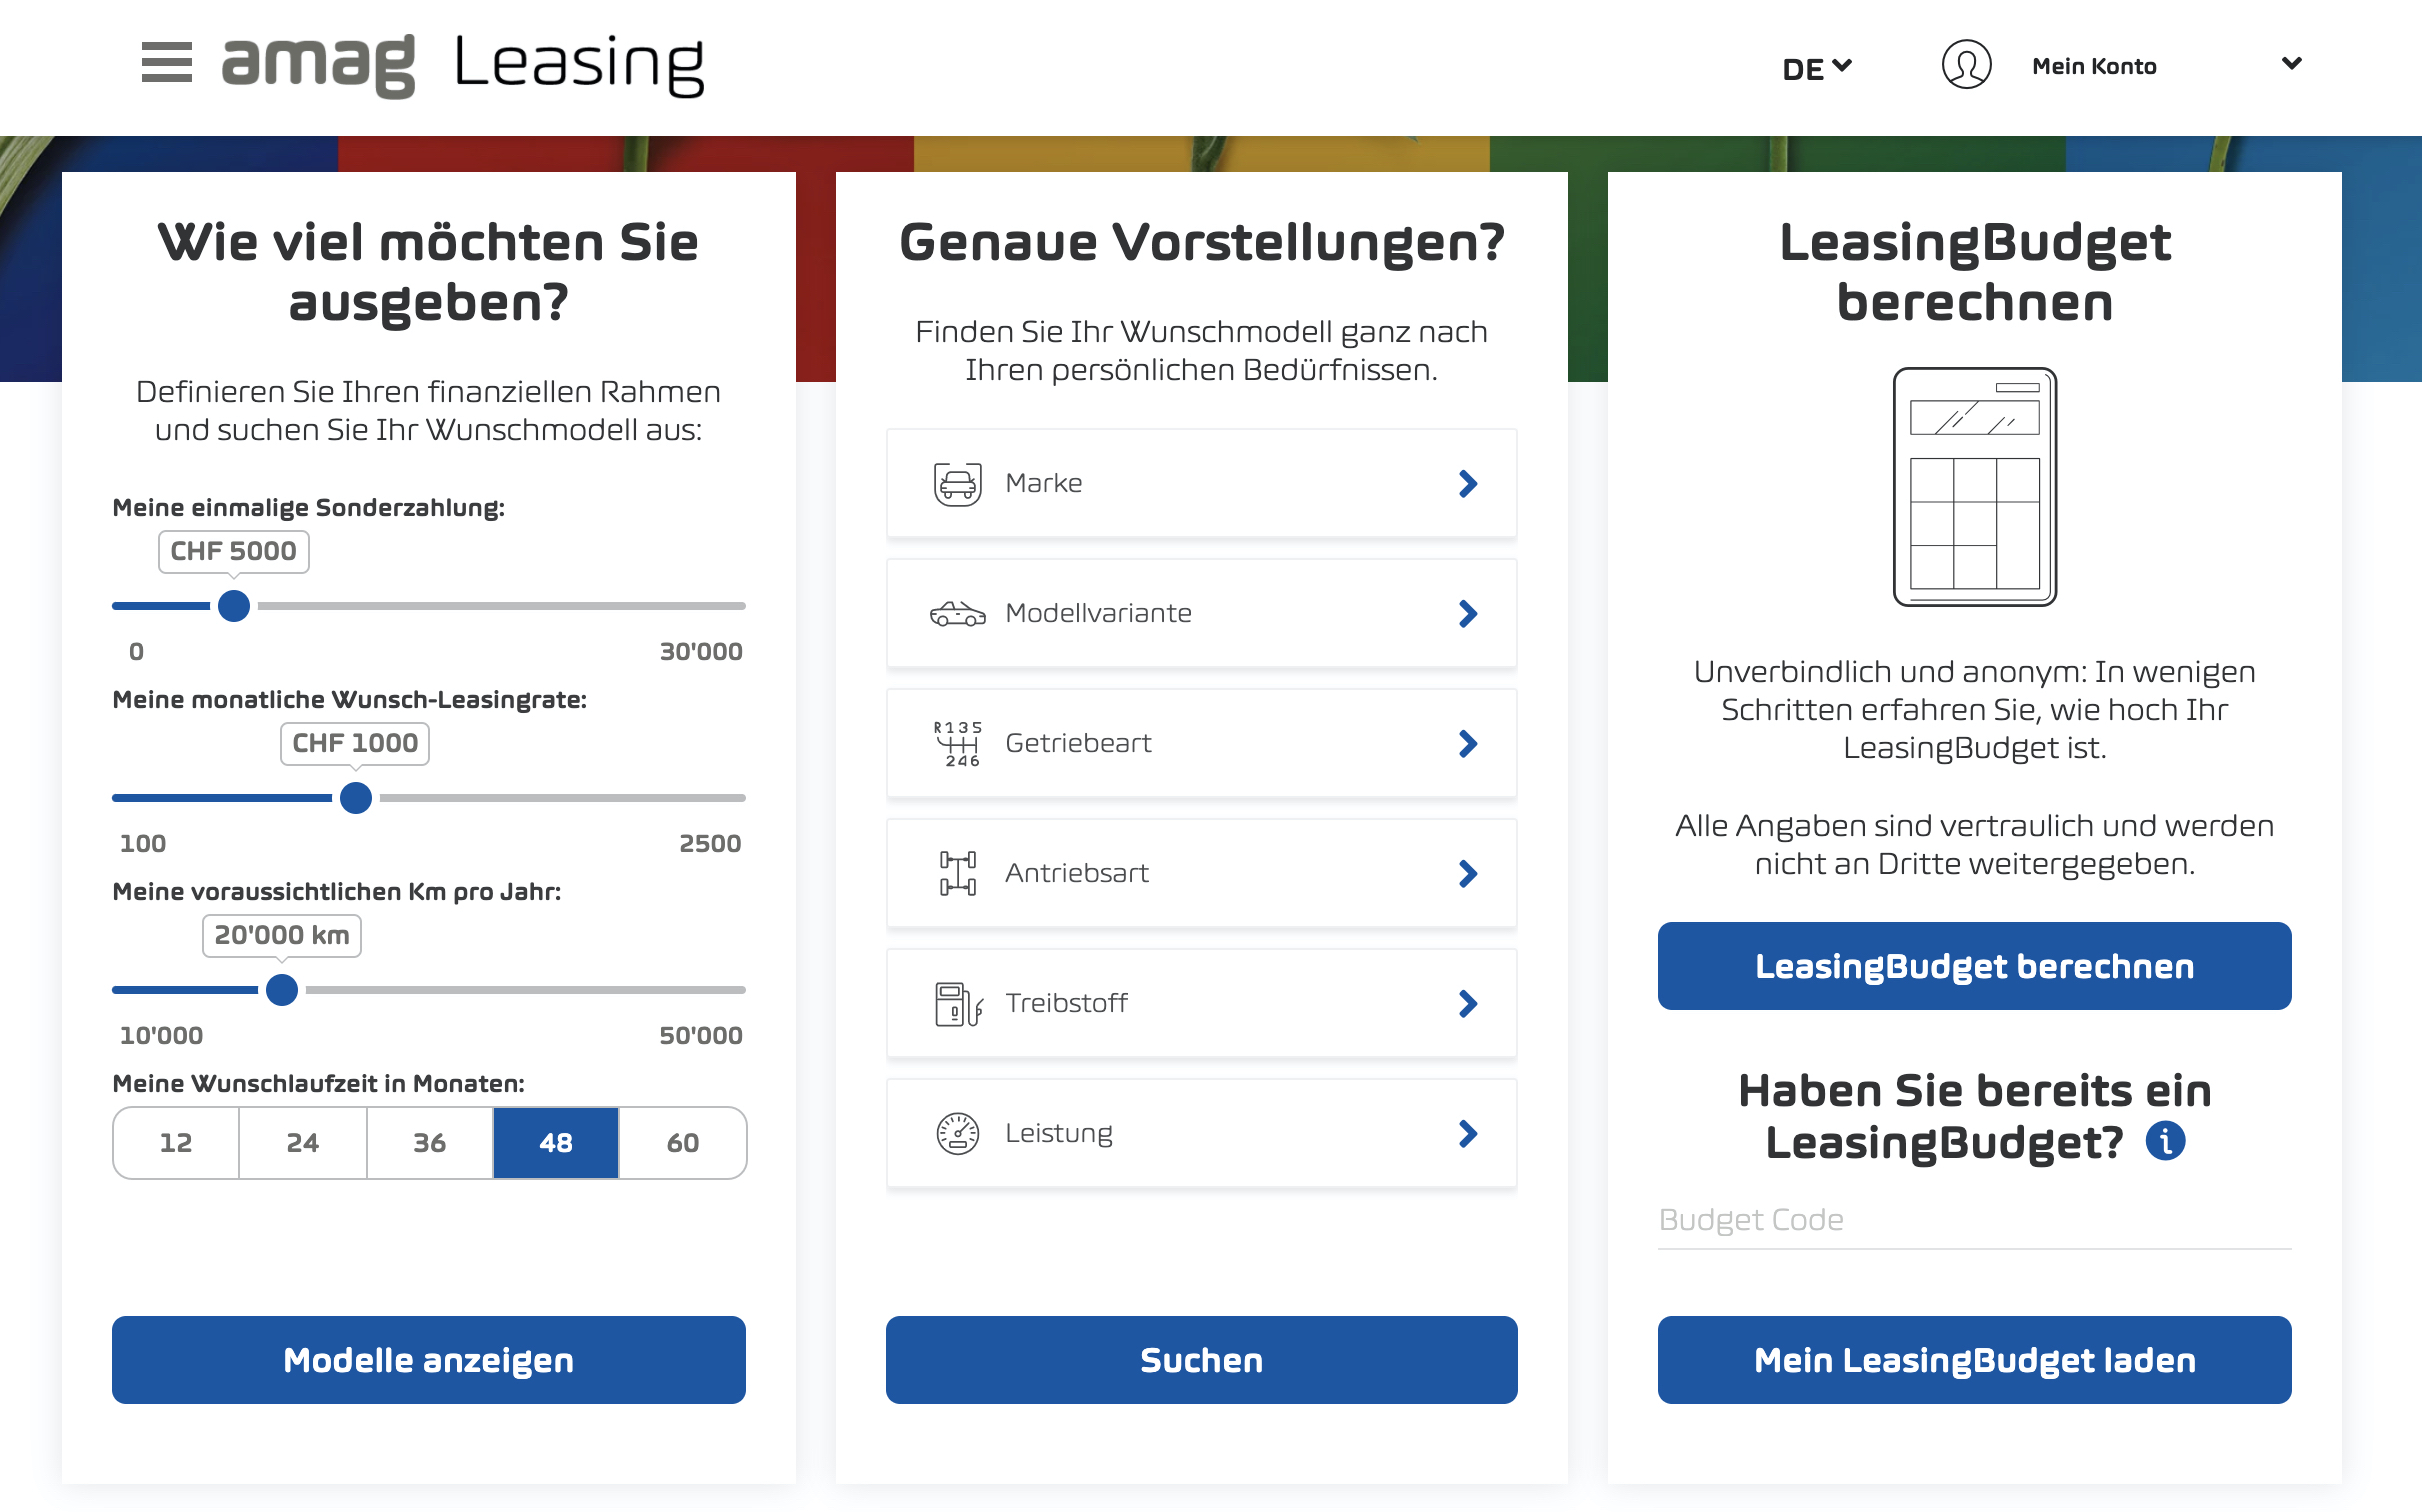 amag Leasing
DE
Mein Konto
Wie viel möchten Sie
ausgeben?
Definieren Sie Ihren finanziellen Rahmen
und suchen Sie Ihr Wunschmodell aus:
Meine einmalige Sonderzahlung:
CHF 5000
0 30'000
Meine monatliche Wunsch-Leasingrate:
CHF 1000
100 2500
Meine voraussichtlichen Km pro Jahr:
20'000 km
10'000 50'000
Meine Wunschlaufzeit in Monaten:
12 24 36 48 60
Modelle anzeigen
Genaue Vorstellungen?
Finden Sie Ihr Wunschmodell ganz nach
Ihren persönlichen Bedürfnissen.
Marke
Modellvariante
R 1 3 5
2 4 6
Getriebeart
Antriebsart
Treibstoff
Leistung
Suchen
LeasingBudget
berechnen
Unverbindlich und anonym: In wenigen
Schritten erfahren Sie, wie hoch Ihr
LeasingBudget ist.
Alle Angaben sind vertraulich und werden
nicht an Dritte weitergegeben.
LeasingBudget berechnen
Haben Sie bereits ein
LeasingBudget? i
Budget Code
Mein LeasingBudget laden